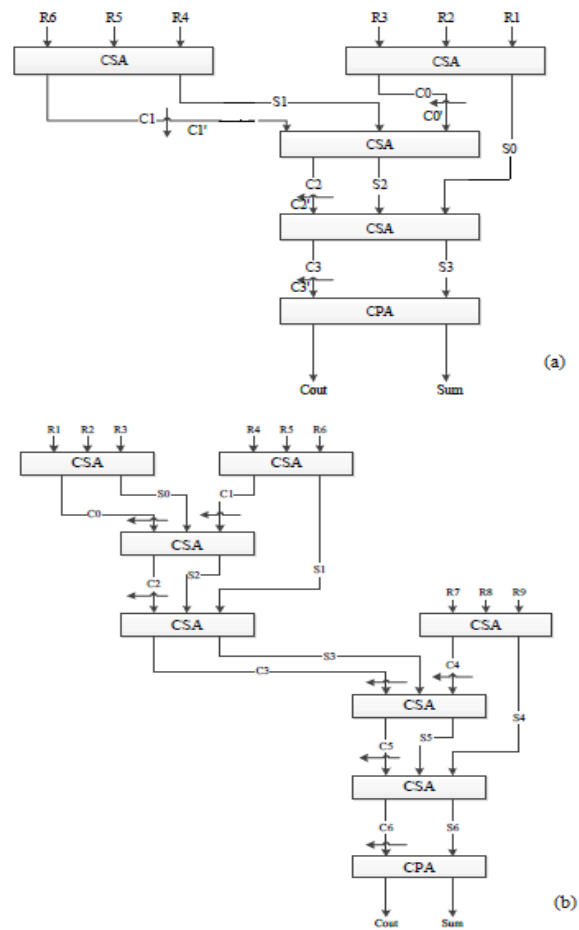 R6 R5 R4 R3 R2 R1
CSA CSA
C0
S1
C1 C0'
C1'
CSA S0
C2 S2
C2'
CSA
C3 S3
C3'
CPA
(a)
Cout Sum
R1 R2 R3 R4 R5 R6
CSA CSA
S0 C1
C0
CSA
C2 S2 S1
R7 R8 R9
CSA CSA
S3 C4
C3
CSA S4
C5 S5
CSA
C6 S6
CPA
(b)
Cout Sum